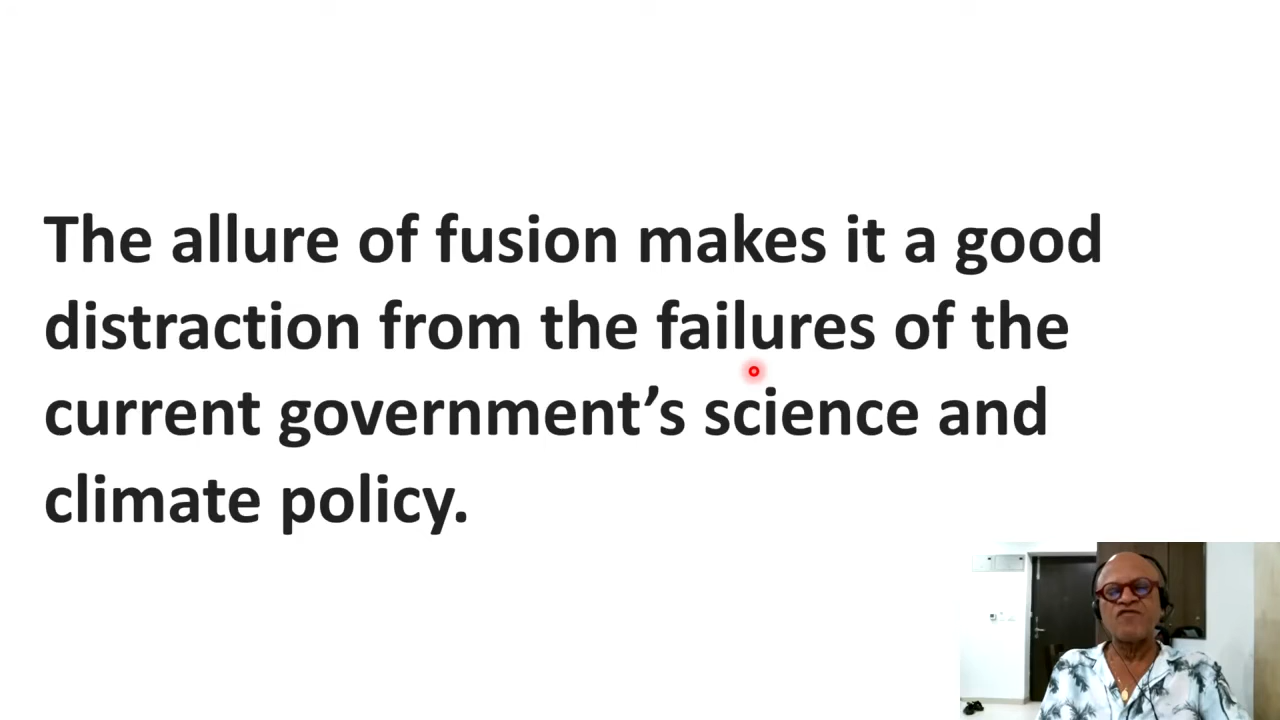 The allure of fusion makes it a good
distraction from the failures of the
current government’s science and
climate policy.